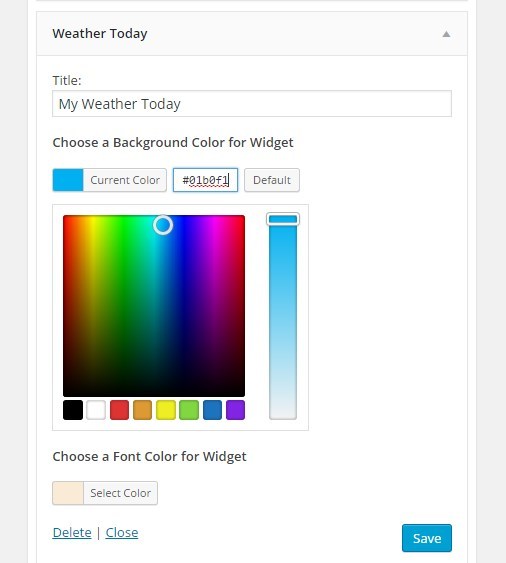 Weather Today
Title:
My Weather Today
Choose a Background Color for Widget
Current Color #01b0f1 Default
Choose a Font Color for Widget
Select Color
Delete | Close Save